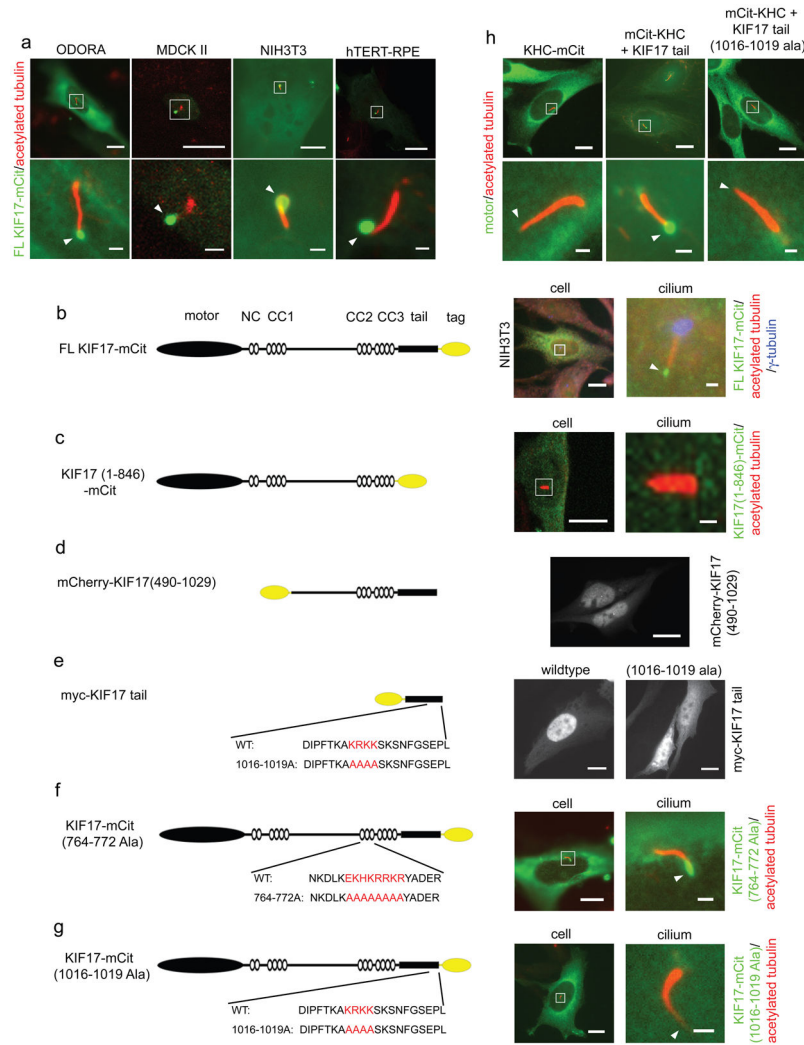 a
ODORA
MDCK II
NIH3T3
hTERT-RPE
FL KIF17-mCit/acetylated tubulin
h
KHC-mCit
mCit-KHC
+ KIF17 tail
mCit-KHC +
KIF17 tail
(1016-1019 ala)
motor/acetylated tubulin
b
motor
NC
CC1
CC2
CC3
tail
tag
FL KIF17-mCit
NIH3T3
cell
cilium
FL KIF17-mCit/
acetylated tubulin
/γ-tubulin
c
KIF17 (1-846)
-mCit
cell
cilium
KIF17(1-846)-mCit/
acetylated tubulin
d
mCherry-KIF17(490-1029)
mCherry-KIF17
(490-1029)
e
myc-KIF17 tail
WT: DIPFTKAKRKKSKSNFGSEPL
1016-1019A: DIPFTKAAAAASKSNFGSEPL
wildtype
(1016-1019 ala)
myc-KIF17 tail
f
KIF17-mCit
(764-772 Ala)
WT: NKDLKEKHKRRKRYADER
764-772A: NKDLKAAAAAAAAYADER
cell
cilium
KIF17-mCit
(764-772 Ala)/
acetylated tubulin
g
KIF17-mCit
(1016-1019 Ala)
WT: DIPFTKAKRKKSKSNFGSEPL
1016-1019A: DIPFTKAAAAASKSNFGSEPL
cell
cilium
KIF17-mCit
(1016-1019 Ala)/
acetylated tubulin